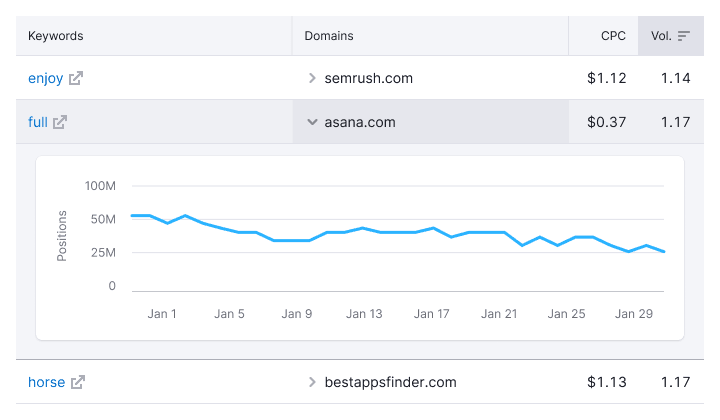 Keywords Domains CPC Vol.
enjoy semrush.com $1.12 1.14
full asana.com $0.37 1.17
100M
50M
25M
0
Positions
Jan 1 Jan 5 Jan 9 Jan 13 Jan 17 Jan 21 Jan 25 Jan 29
horse bestappsfinder.com $1.13 1.17